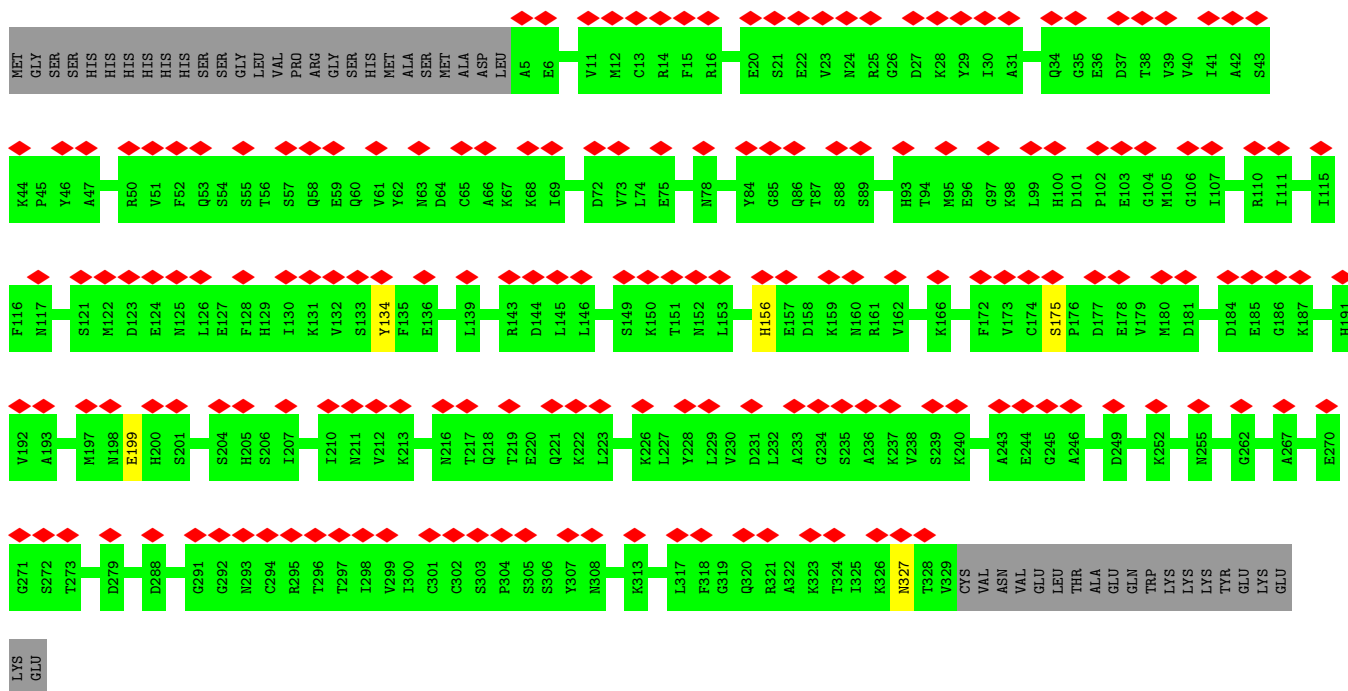 MET GLY SER SER HIS HIS HIS HIS HIS HIS SER SER GLY LEU VAL PRO ARG GLY SER HIS MET ALA SER MET ALA ASP LEU A5 E6 V11 M12 C13 R14 F15 R16 E20 S21 E22 V23 N24 R25 G26 D27 K28 Y29 I30 A31 Q34 G35 E36 D37 T38 V39 V40 I41 A42 S43
K44 P45 Y46 A47 R50 V51 F52 Q53 S54 S55 T56 S57 Q58 E59 Q60 V61 Y62 N63 D64 C65 A66 K67 K68 I69 D72 V73 L74 E75 N78 Y84 G85 Q86 T87 S88 S89 H93 T94 M95 E96 G97 K98 L99 H100 D101 P102 E103 G104 M105 G106 I107 R110 I111 I115
F116 N117 S121 M122 D123 E124 N125 L126 E127 F128 H129 I130 K131 V132 S133 Y134 F135 E136 L139 R143 D144 L145 L146 S149 K150 T151 N152 L153 H156 E157 D158 K159 N160 R161 V162 K166 F172 V173 C174 S175 P176 D177 E178 V179 M180 D181 D184 E185 G186 K187 H191
V192 A193 M197 N198 E199 H200 S201 S204 H205 S206 I207 I210 N211 V212 K213 N216 T217 Q218 T219 E220 Q221 K222 L223 K226 L227 Y228 L229 V230 D231 L232 A233 G234 S235 A236 K237 V238 S239 K240 A243 E244 G245 A246 D249 K252 N255 G262 A267 E270
G271 S272 T273 D279 D288 G291 G292 N293 C294 R295 T296 T297 I298 V299 I300 C301 C302 S303 P304 S305 S306 Y307 N308 K313 L317 F318 G319 Q320 R321 A322 K323 T324 I325 K326 N327 T328 V329 CYS VAL ASN VAL GLU LEU THR ALA GLU GLN TRP LYS LYS LYS TYR GLU LYS GLU
LYS GLU